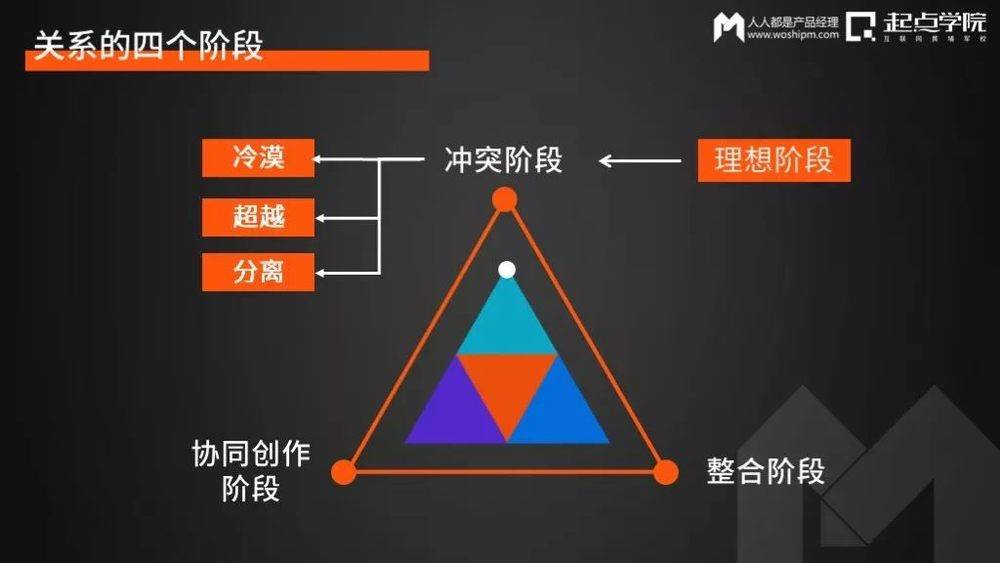 关系的四个阶段
人人都是产品经理
www.woshipm.com
起点学院
互联网黄埔军校
冷漠
冲突阶段
理想阶段
超越
分离
协同创作
阶段
整合阶段